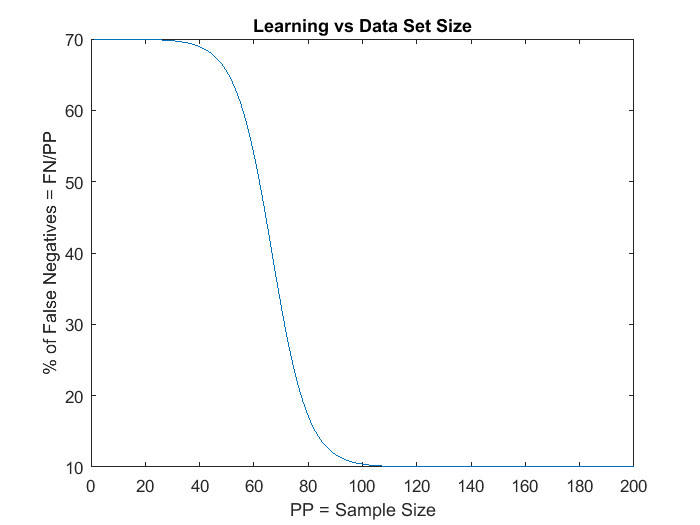 Learning vs Data Set Size
% of False Negatives = FN/PP
70
60
50
40
30
20
10
0 20 40 60 80 100 120 140 160 180 200
PP = Sample Size